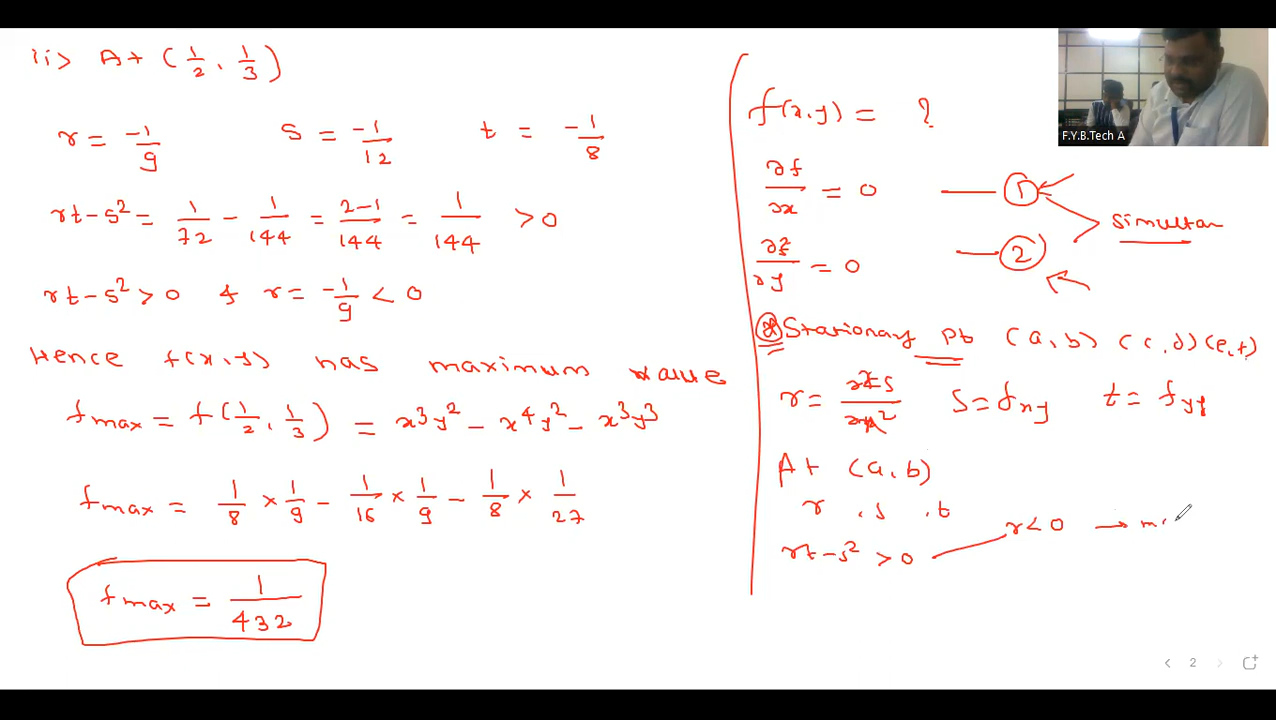 ii> At (1/2, 1/3)
r = -1/9 s = -1/12 t = -1/8
rt-s² = 1/72 - 1/144 = 2-1/144 = 1/144 > 0
rt-s² > 0 & r = -1/9 < 0
Hence f(x,y) has maximum value
fmax = f(1/2, 1/3) = x³y² - x⁴y² - x³y³
fmax = 1/8 × 1/9 - 1/16 × 1/9 - 1/8 × 1/27
fmax = 1/432
f(x,y) = ?
∂f/∂x = 0 — ①
simultan
∂f/∂y = 0 — ②
Stationary pt (a,b) (c,d) (e,f)
r = s = fxy t = fyy
At (a,b)
r , s , t
rt-s² > 0 r < 0 → m
F.Y.B.Tech A
2